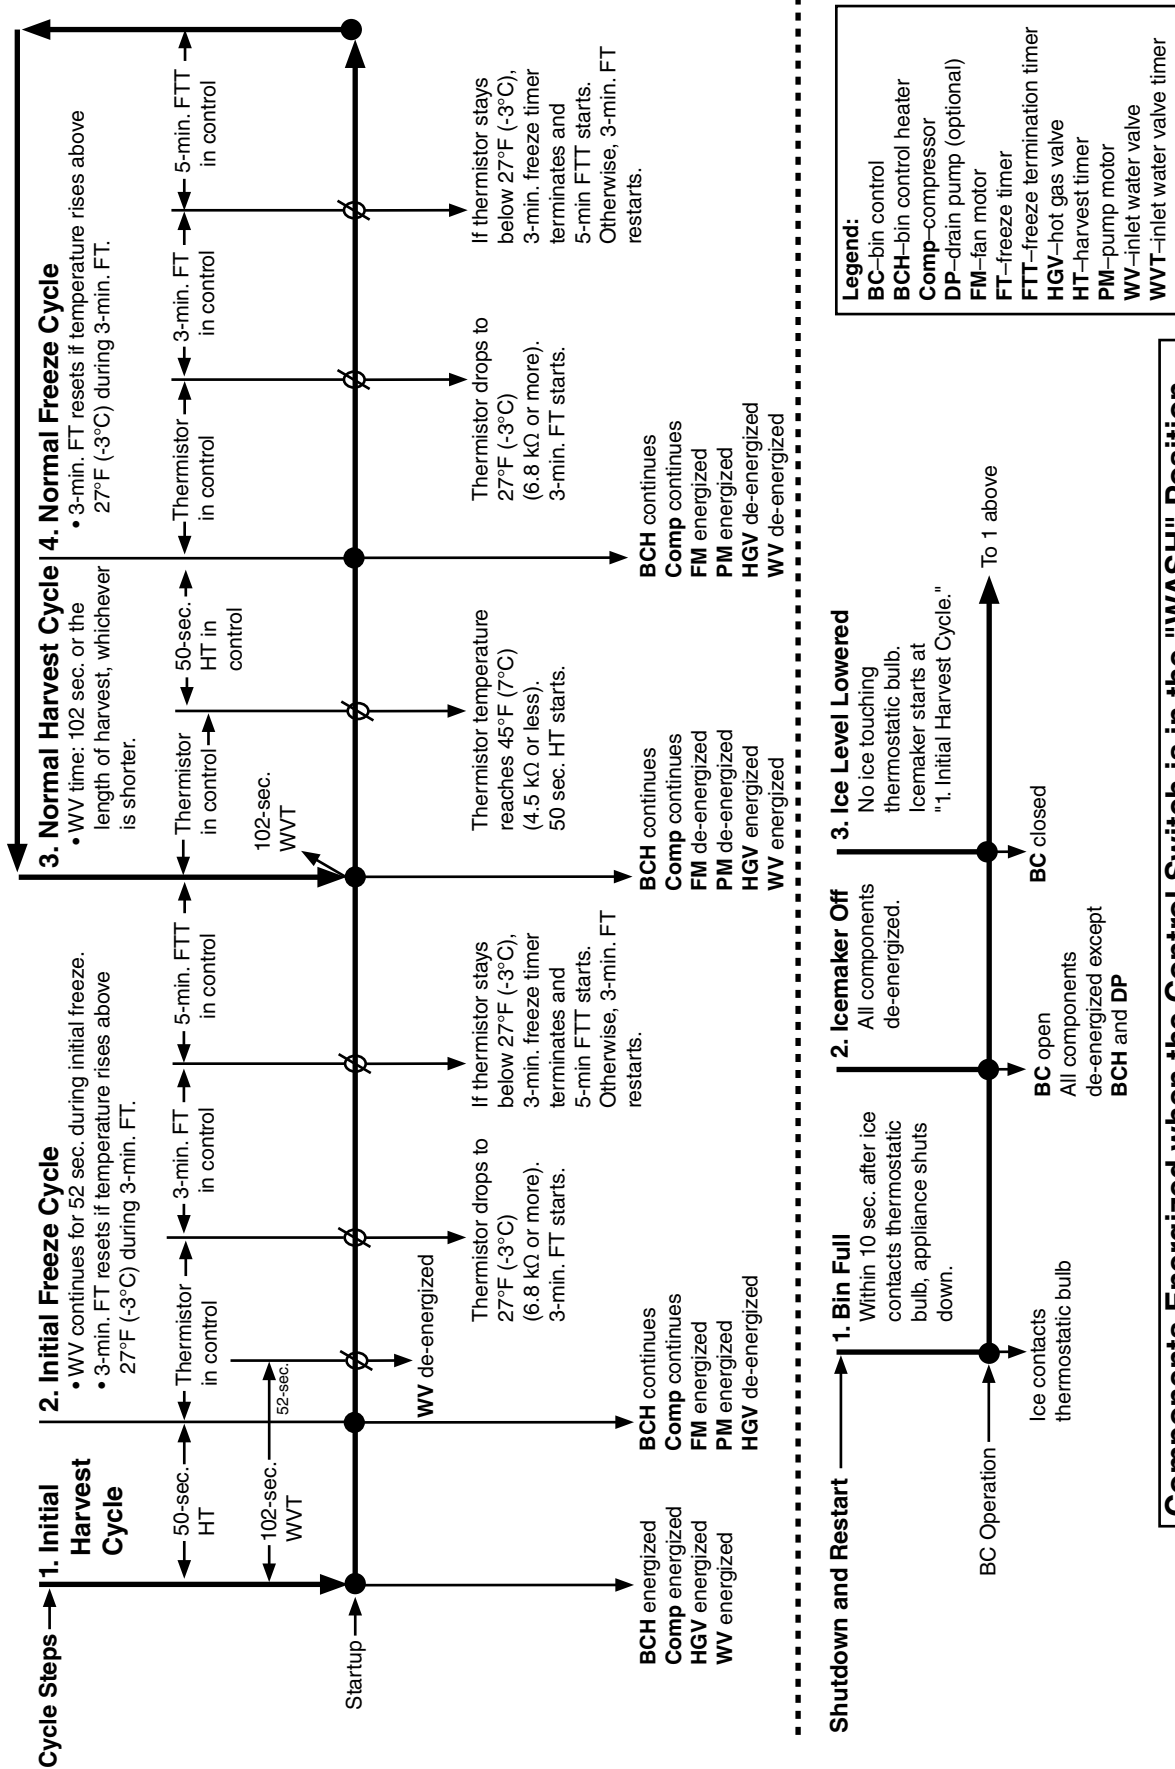 Cycle Steps
1. Initial
Harvest
Cycle
50-sec.
HT
102-sec.
WVT
52-sec.
Startup
BCH energized
Comp energized
HGV energized
WV energized
2. Initial Freeze Cycle
• WV continues for 52 sec. during initial freeze.
• 3-min. FT resets if temperature rises above
27°F (-3°C) during 3-min. FT.
Thermistor
in control
3-min. FT
in control
5-min. FTT
in control
WV de-energized
Thermistor drops to
27°F (-3°C)
(6.8 kΩ or more).
3-min. FT starts.
If thermistor stays
below 27°F (-3°C),
3-min. freeze timer
terminates and
5-min FTT starts.
Otherwise, 3-min. FT
restarts.
BCH continues
Comp continues
FM energized
PM energized
HGV de-energized
3. Normal Harvest Cycle
• WV time: 102 sec. or the
length of harvest, whichever
is shorter.
Thermistor
in control
50-sec.
HT in
control
102-sec.
WVT
Thermistor temperature
reaches 45°F (7°C)
(4.5 kΩ or less).
50 sec. HT starts.
BCH continues
Comp continues
FM de-energized
PM de-energized
HGV energized
WV energized
4. Normal Freeze Cycle
• 3-min. FT resets if temperature rises above
27°F (-3°C) during 3-min. FT.
Thermistor
in control
3-min. FT
in control
5-min. FTT
in control
Thermistor drops to
27°F (-3°C)
(6.8 kΩ or more).
3-min. FT starts.
If thermistor stays
below 27°F (-3°C),
3-min. freeze timer
terminates and
5-min FTT starts.
Otherwise, 3-min. FT
restarts.
BCH continues
Comp continues
FM energized
PM energized
HGV de-energized
WV de-energized
Shutdown and Restart
1. Bin Full
Within 10 sec. after ice
contacts thermostatic
bulb, appliance shuts
down.
2. Icemaker Off
All components
de-energized.
3. Ice Level Lowered
No ice touching
thermostatic bulb.
Icemaker starts at
"1. Initial Harvest Cycle."
BC Operation
To 1 above
Ice contacts
thermostatic bulb
BC open
All components
de-energized except
BCH and DP
BC closed
Legend:
BC–bin control
BCH–bin control heater
Comp–compressor
DP–drain pump (optional)
FM–fan motor
FT–freeze timer
FTT–freeze termination timer
HGV–hot gas valve
HT–harvest timer
PM–pump motor
WV–inlet water valve
WVT–inlet water valve timer
Components Energized when the Control Switch is in the "WASH" Position